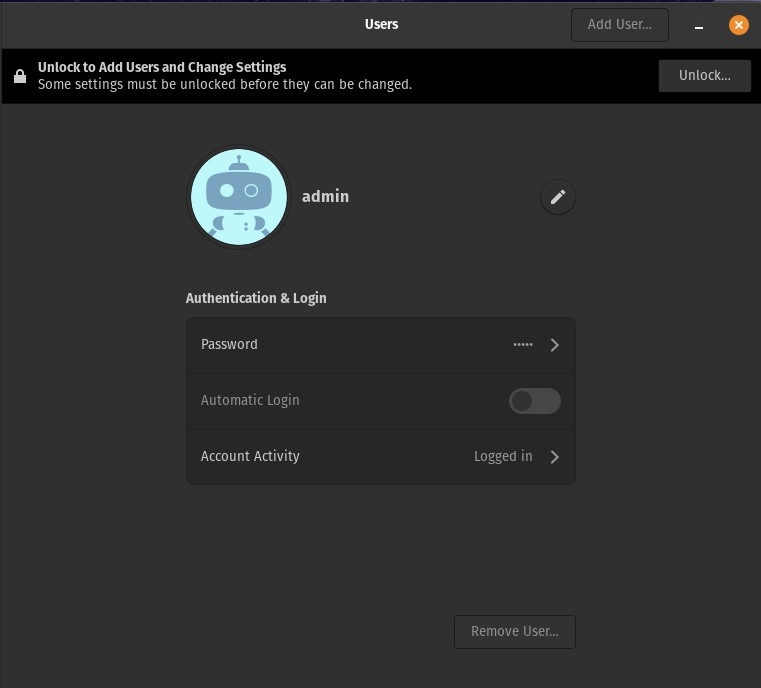 Users
Add User...
Unlock to Add Users and Change Settings
Some settings must be unlocked before they can be changed.
Unlock...
admin
Authentication & Login
Password
•••••
Automatic Login
Account Activity
Logged in
Remove User...